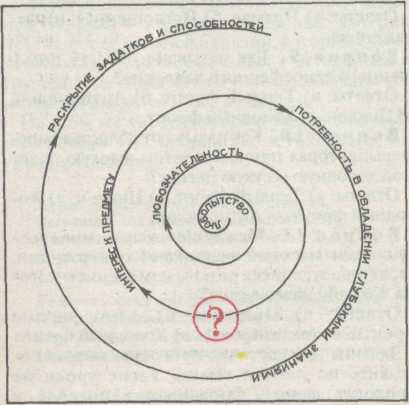 ЛЮБОПЫТСТВО
ЛЮБОЗНАТЕЛЬНОСТЬ
?
ИНТЕРЕС К ПРЕДМЕТУ
РАСКРЫТИЕ ЗАДАТКОВ И СПОСОБНОСТЕЙ
ПОТРЕБНОСТЬ В ОВЛАДЕНИИ ГЛУБОКИМИ ЗНАНИЯМИ